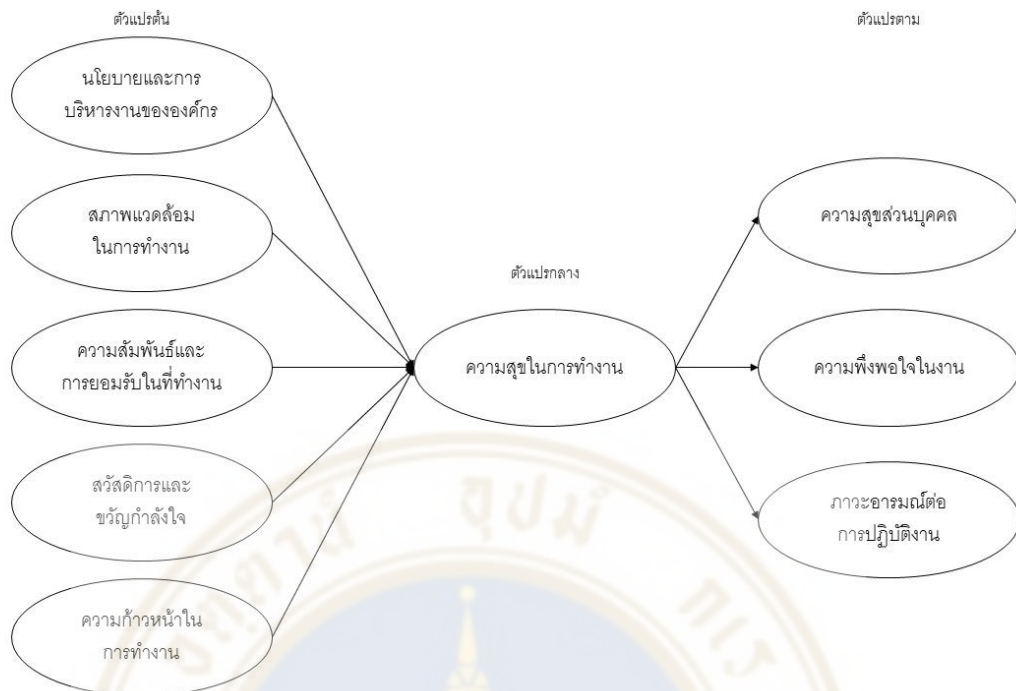 ตัวแปรต้น
นโยบายและการ
บริหารงานขององค์กร
สภาพแวดล้อม
ในการทำงาน
ความสัมพันธ์และ
การยอมรับในที่ทำงาน
สวัสดิการและ
ขวัญกำลังใจ
ความก้าวหน้าใน
การทำงาน
ตัวแปรกลาง
ความสุขในการทำงาน
ตัวแปรตาม
ความสุขส่วนบุคคล
ความพึงพอใจในงาน
ภาวะอารมณ์ต่อ
การปฏิบัติงาน
อุปมํ
กเร